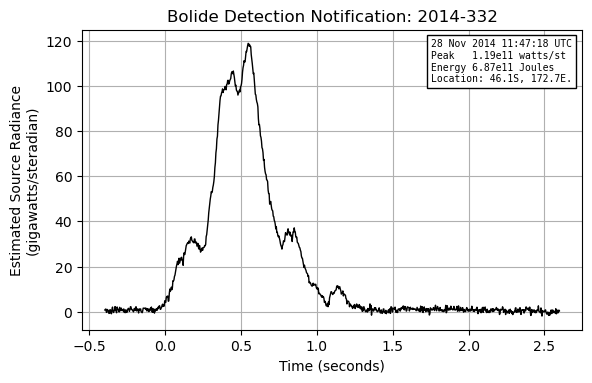 Bolide Detection Notification: 2014-332
28 Nov 2014 11:47:18 UTC
Peak   1.19e11 watts/st
Energy 6.87e11 Joules
Location: 46.1S, 172.7E.
Estimated Source Radiance
(gigawatts/steradian)
120
100
80
60
40
20
0
−0.5 0.0 0.5 1.0 1.5 2.0 2.5
Time (seconds)